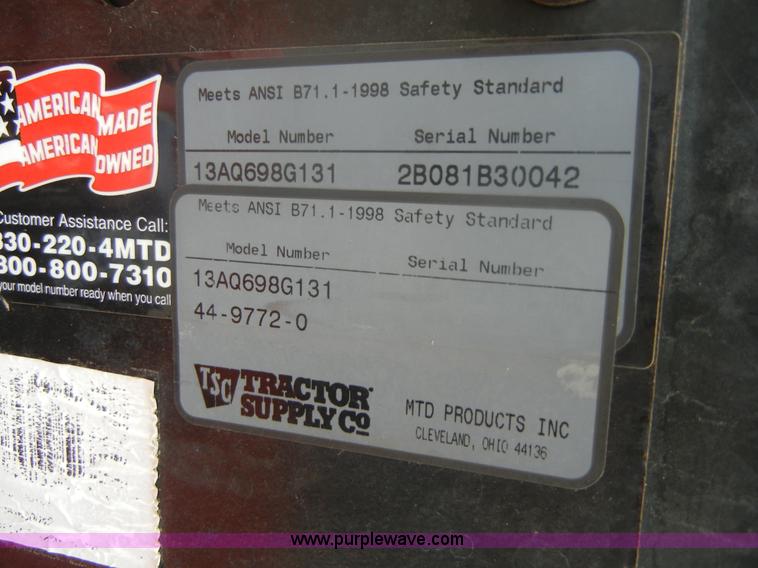 AMERICAN MADE
AMERICAN OWNED
Customer Assistance Call:
330-220-4MTD
800-800-7310
your model number ready when you call
Meets ANSI B71.1-1998 Safety Standard
Model Number Serial Number
13AQ698G131 2B081B30042
Meets ANSI B71.1-1998 Safety Standard
Model Number Serial Number
13AQ698G131
44-9772-0
TSC TRACTOR
SUPPLY CO
MTD PRODUCTS INC
CLEVELAND, OHIO 44136
www.purplewave.com